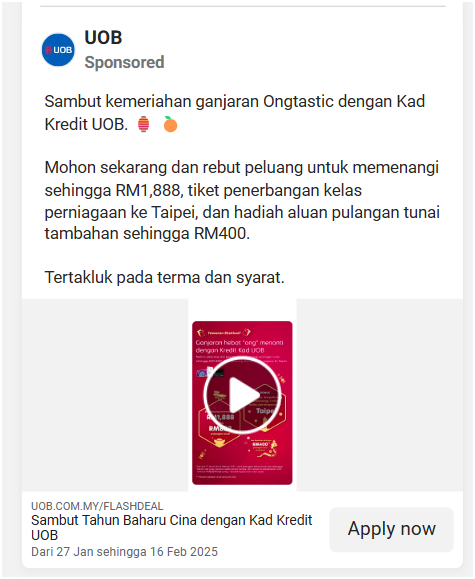 UOB
UOB
Sponsored
Sambut kemeriahan ganjaran Ongtastic dengan Kad
Kredit UOB. 🏮 🍊
Mohon sekarang dan rebut peluang untuk memenangi
sehingga RM1,888, tiket penerbangan kelas
perniagaan ke Taipei, dan hadiah aluan pulangan tunai
tambahan sehingga RM400.
Tertakluk pada terma dan syarat.
Ganjaran hebat "ong" menanti
dengan Kredit Kad UOB
RM1,888
Taipei
RM400
UOB.COM.MY/FLASHDEAL
Sambut Tahun Baharu Cina dengan Kad Kredit
UOB
Dari 27 Jan sehingga 16 Feb 2025
Apply now